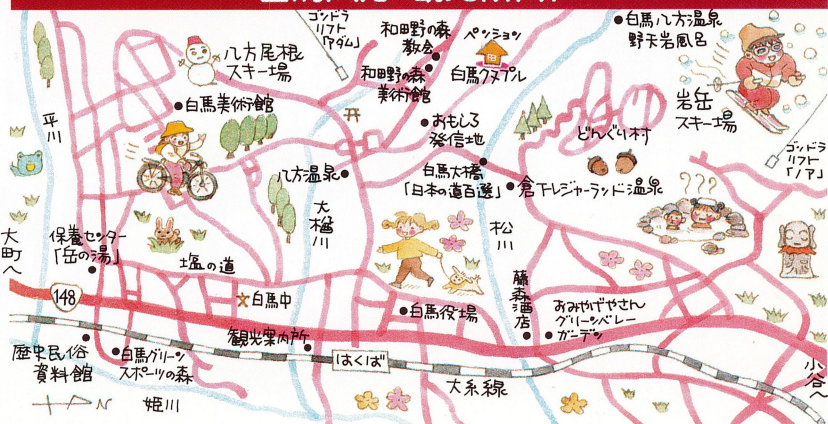 ゴンドラ
リフト
「アダム」
和田野の森
教会
ペンション
白馬クヌプル
白馬八方温泉
野天岩風呂
八方尾根
スキー場
和田野の森
美術館
岩岳
スキー場
白馬美術館
平川
おもしろ
発信地
どんぐり村
ゴンドラ
リフト
「ノア」
八方温泉
白馬大橋
「日本の道百選」
倉下レジャーランド温泉
???
大楢川
松川
大町へ
保養センター
「岳の湯」
塩の道
148
文白馬中
白馬役場
藤森酒店
おみやげやさん
グリーンベレー
ガーデン
観光案内所
はくば
歴史民俗
資料館
白馬グリーン
スポーツの森
大糸線
小谷へ
N
姫川